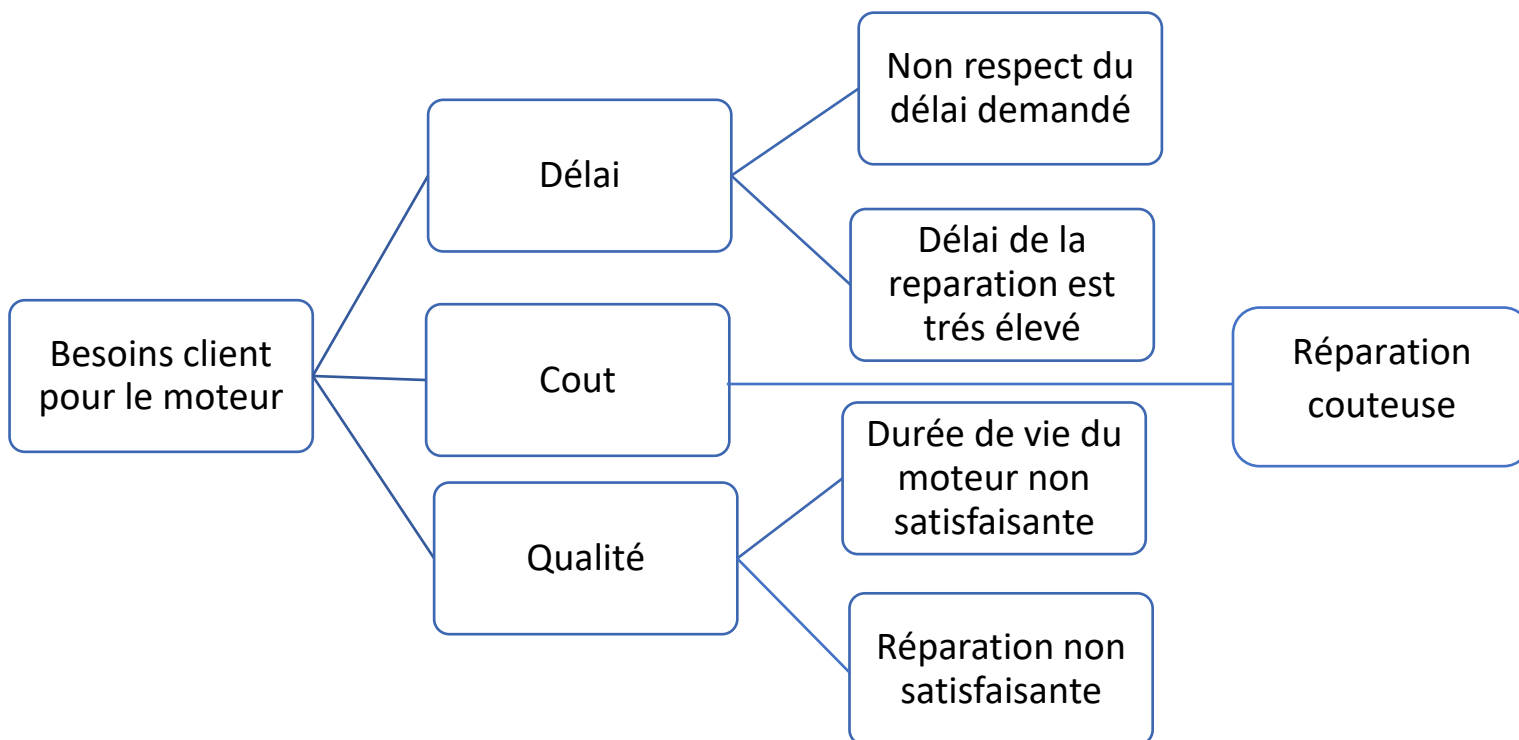 Besoins client
pour le moteur
Délai
Non respect du
délai demandé
Délai de la
reparation est
trés élevé
Cout
Réparation
couteuse
Qualité
Durée de vie du
moteur non
satisfaisante
Réparation non
satisfaisante